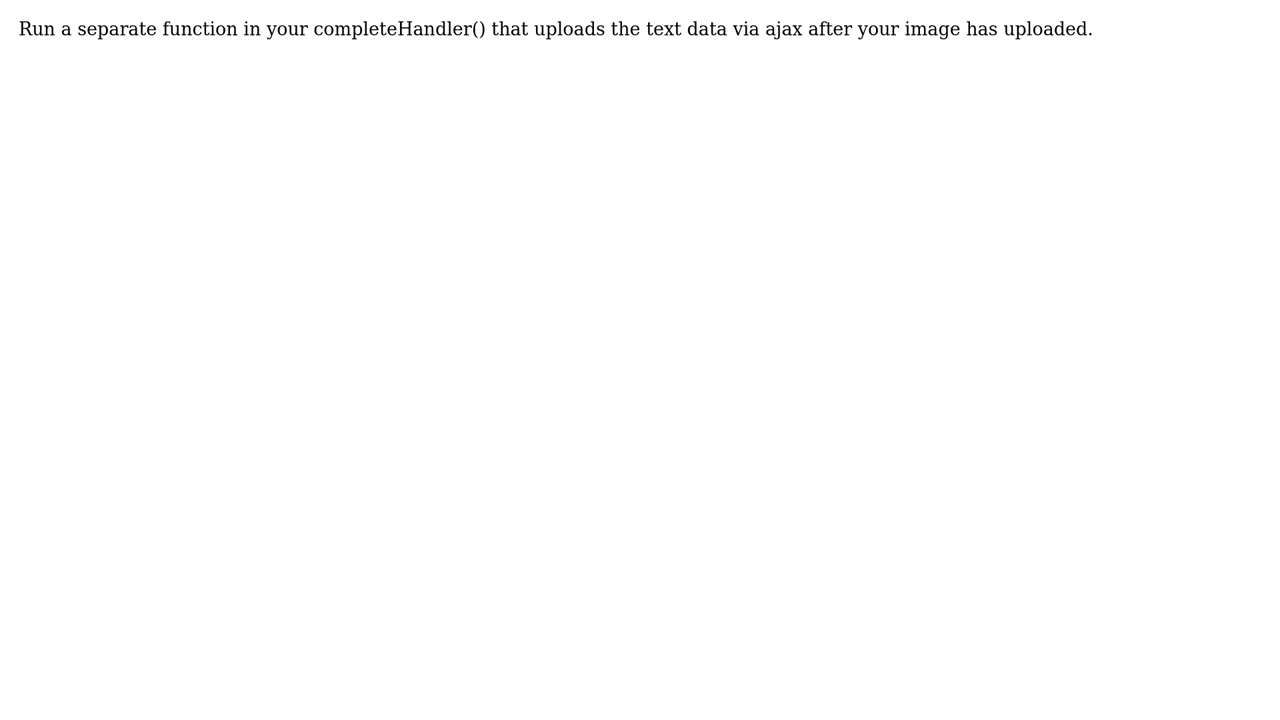 Run a separate function in your completeHandler() that uploads the text data via ajax after your image has uploaded.